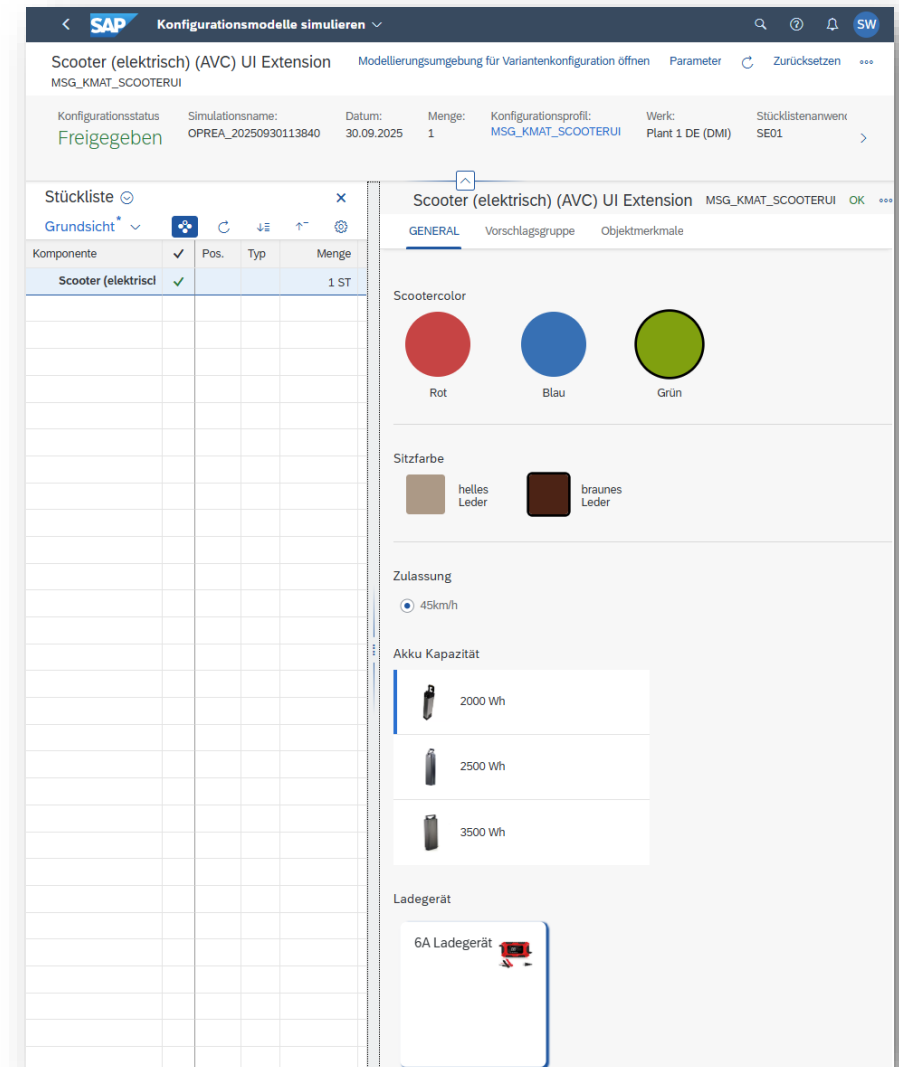 SAP Konfigurationsmodelle simulieren SW
Scooter (elektrisch) (AVC) UI Extension Modellierungsumgebung für Variantenkonfiguration öffnen Parameter Zurücksetzen
MSG_KMAT_SCOOTERUI
Konfigurationsstatus Simulationsname: Datum: Menge: Konfigurationsprofil: Werk: Stücklistenanwen
Freigegeben OPREA_20250930113840 30.09.2025 1 MSG_KMAT_SCOOTERUI Plant 1 DE (DMI) SE01
Stückliste
Grundsicht*
Komponente Pos. Typ Menge
Scooter (elektriscl 1 ST
Scooter (elektrisch) (AVC) UI Extension MSG_KMAT_SCOOTERUI OK
GENERAL Vorschlagsgruppe Objektmerkmale
Scootercolor
Rot Blau Grün
Sitzfarbe
helles
Leder
braunes
Leder
Zulassung
45km/h
Akku Kapazität
2000 Wh
2500 Wh
3500 Wh
Ladegerät
6A Ladegerät